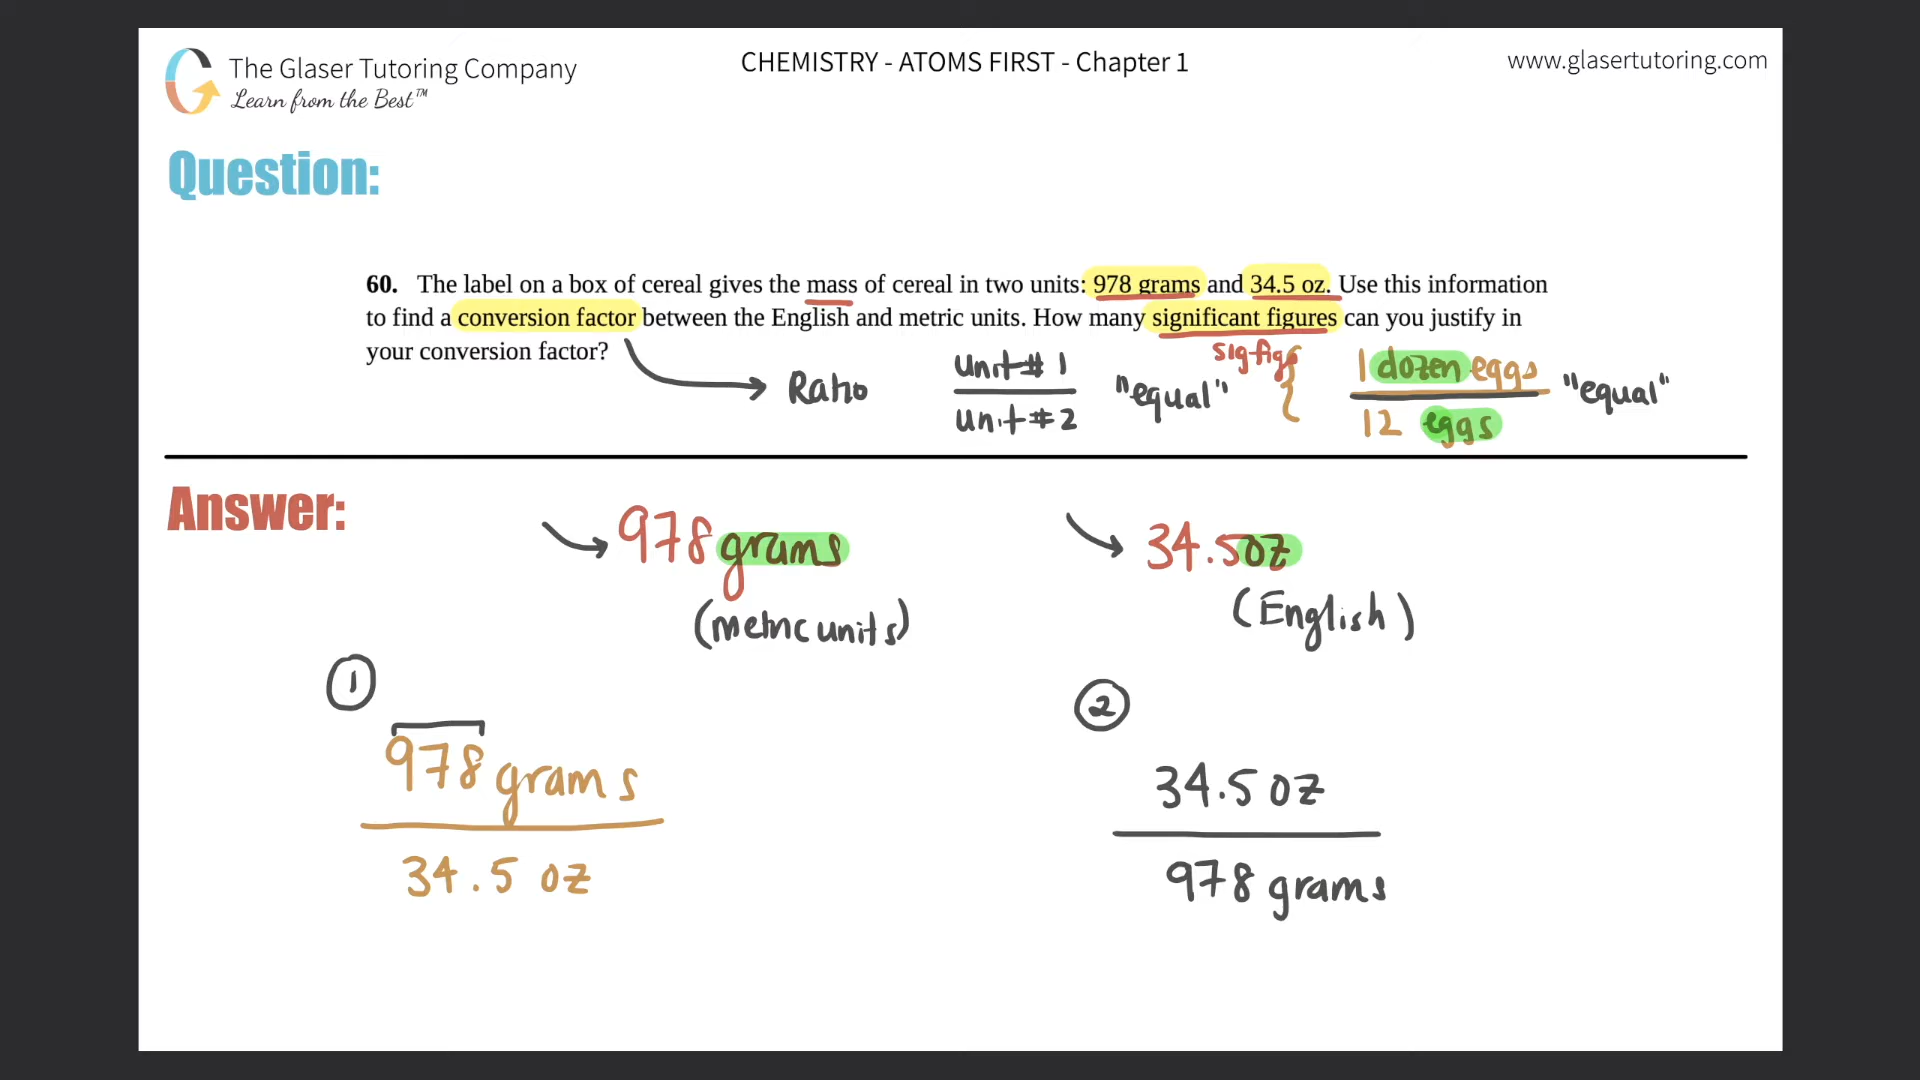 The Glaser Tutoring Company
Learn from the Best™
CHEMISTRY - ATOMS FIRST - Chapter 1
www.glasertutoring.com
Question:
60. The label on a box of cereal gives the mass of cereal in two units: 978 grams and 34.5 oz. Use this information
to find a conversion factor between the English and metric units. How many significant figures can you justify in
your conversion factor?
sig figs
Ratio
unit # 1
unit # 2
"equal"
1 dozen eggs
12 eggs
"equal"
Answer:
978 grams
(metric units)
34.5 oz
(English)
1
978 grams
34.5 oz
2
34.5 oz
978 grams